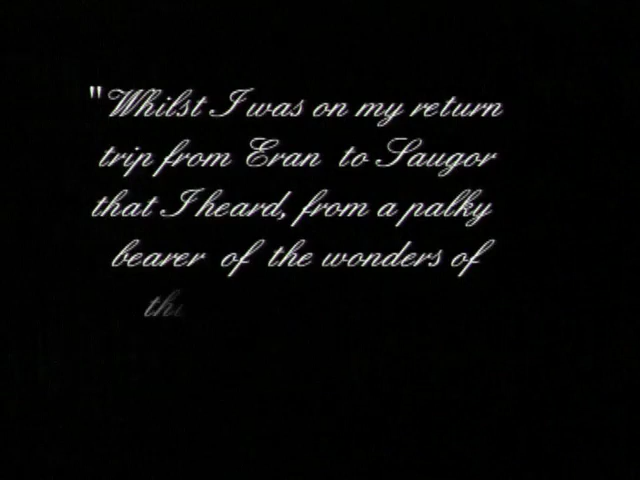 "Whilst I was on my return
trip from Eran to Saugor
that I heard, from a palky
bearer of the wonders of